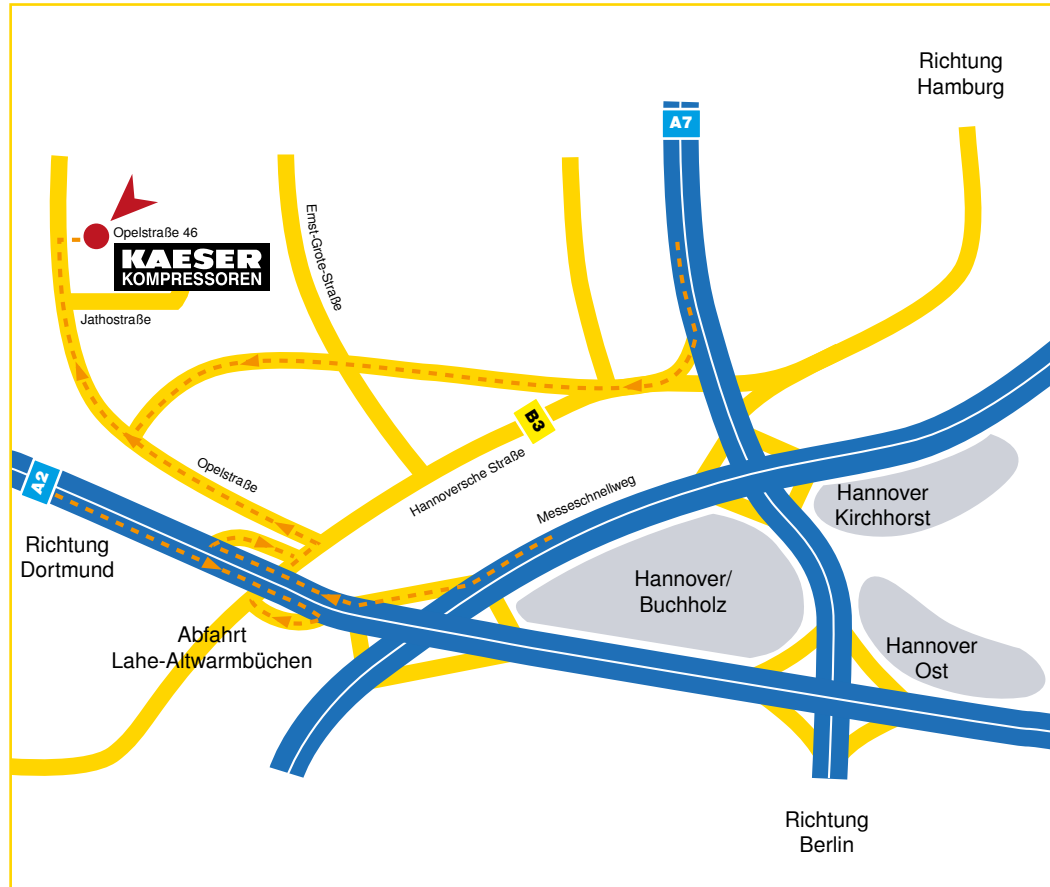 Richtung
Hamburg
A7
Opelstraße 46
KAESER
KOMPRESSOREN
Ernst-Grote-Straße
Jathostraße
B3
Opelstraße
Hannoversche Straße
A2
Messeschnellweg
Hannover
Kirchhorst
Richtung
Dortmund
Hannover/
Buchholz
Abfahrt
Lahe-Altwarmbüchen
Hannover
Ost
Richtung
Berlin